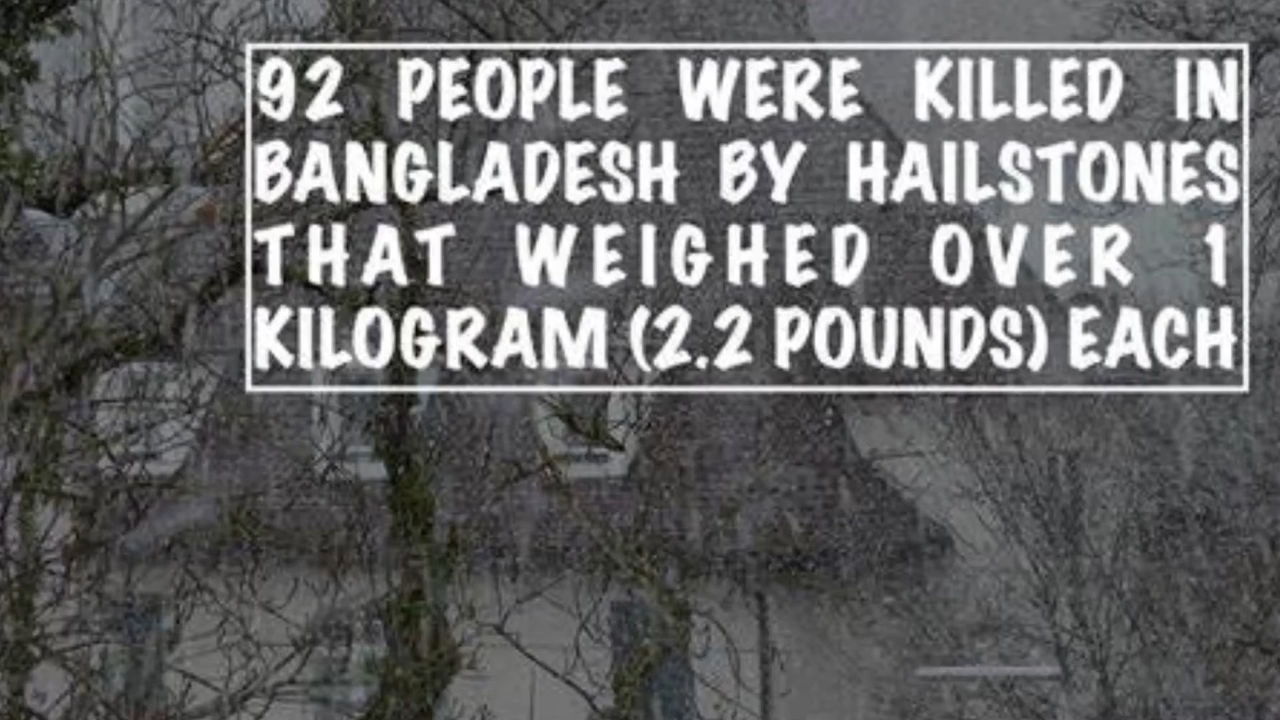 92 PEOPLE WERE KILLED IN
BANGLADESH BY HAILSTONES
THAT WEIGHED OVER 1
KILOGRAM (2.2 POUNDS) EACH